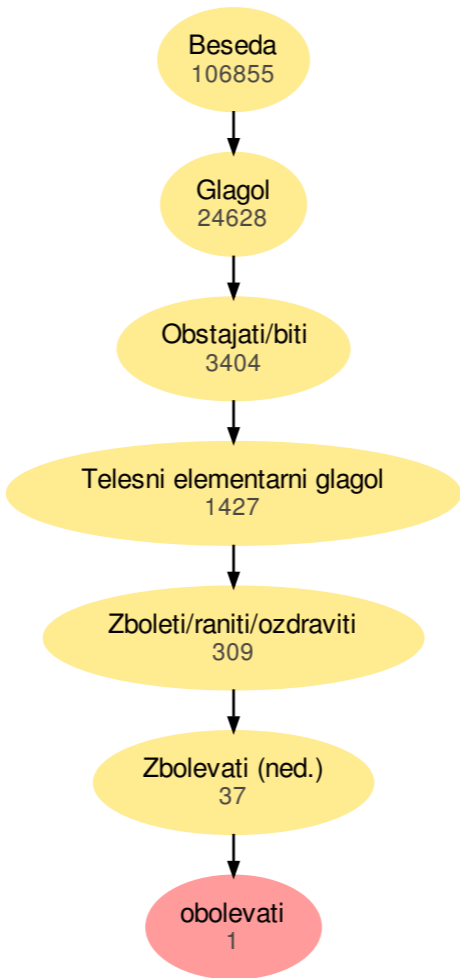 Beseda
106855
Glagol
24628
Obstajati/biti
3404
Telesni elementarni glagol
1427
Zboleti/raniti/ozdraviti
309
Zbolevati (ned.)
37
obolevati
1